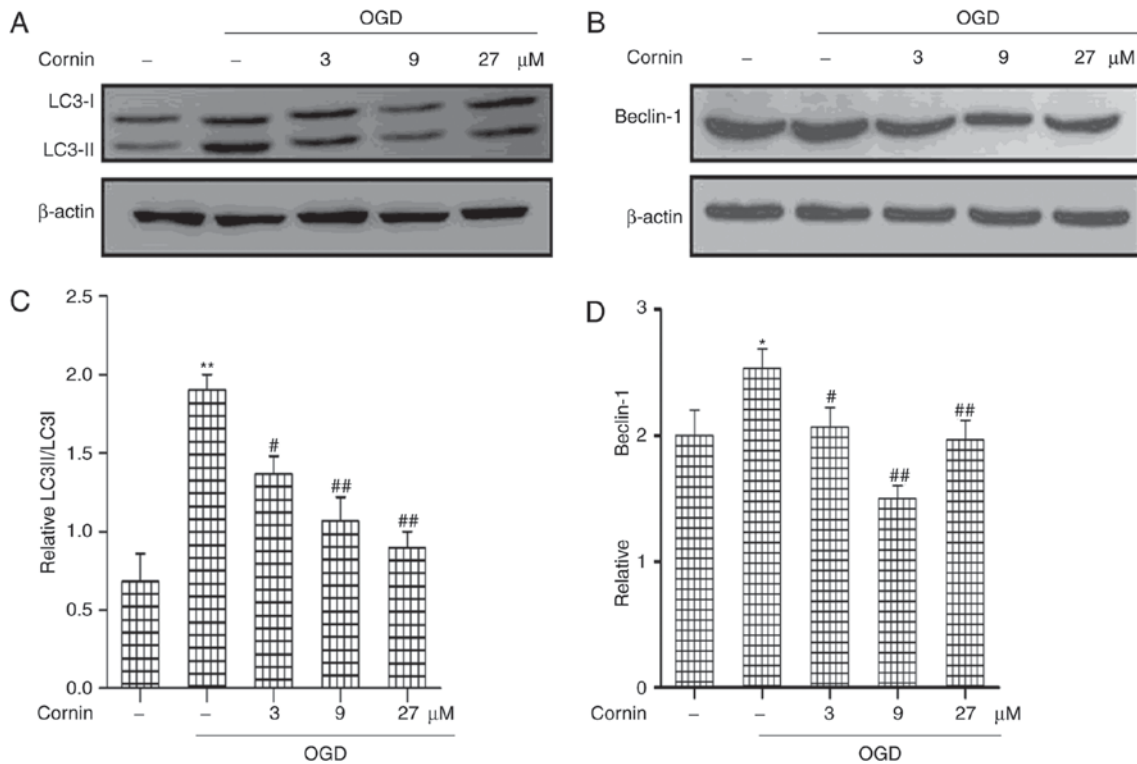 A
OGD
Cornin – – 3 9 27 μM
LC3-I
LC3-II
β-actin
B
OGD
Cornin – – 3 9 27 μM
Beclin-1
β-actin
C
Relative LC3II/LC3I
2.5
2.0
1.5
1.0
0.5
0.0
**
#
##
##
Cornin – – 3 9 27 μM
OGD
D
Relative Beclin-1
3
2
1
0
*
#
##
##
Cornin – – 3 9 27 μM
OGD